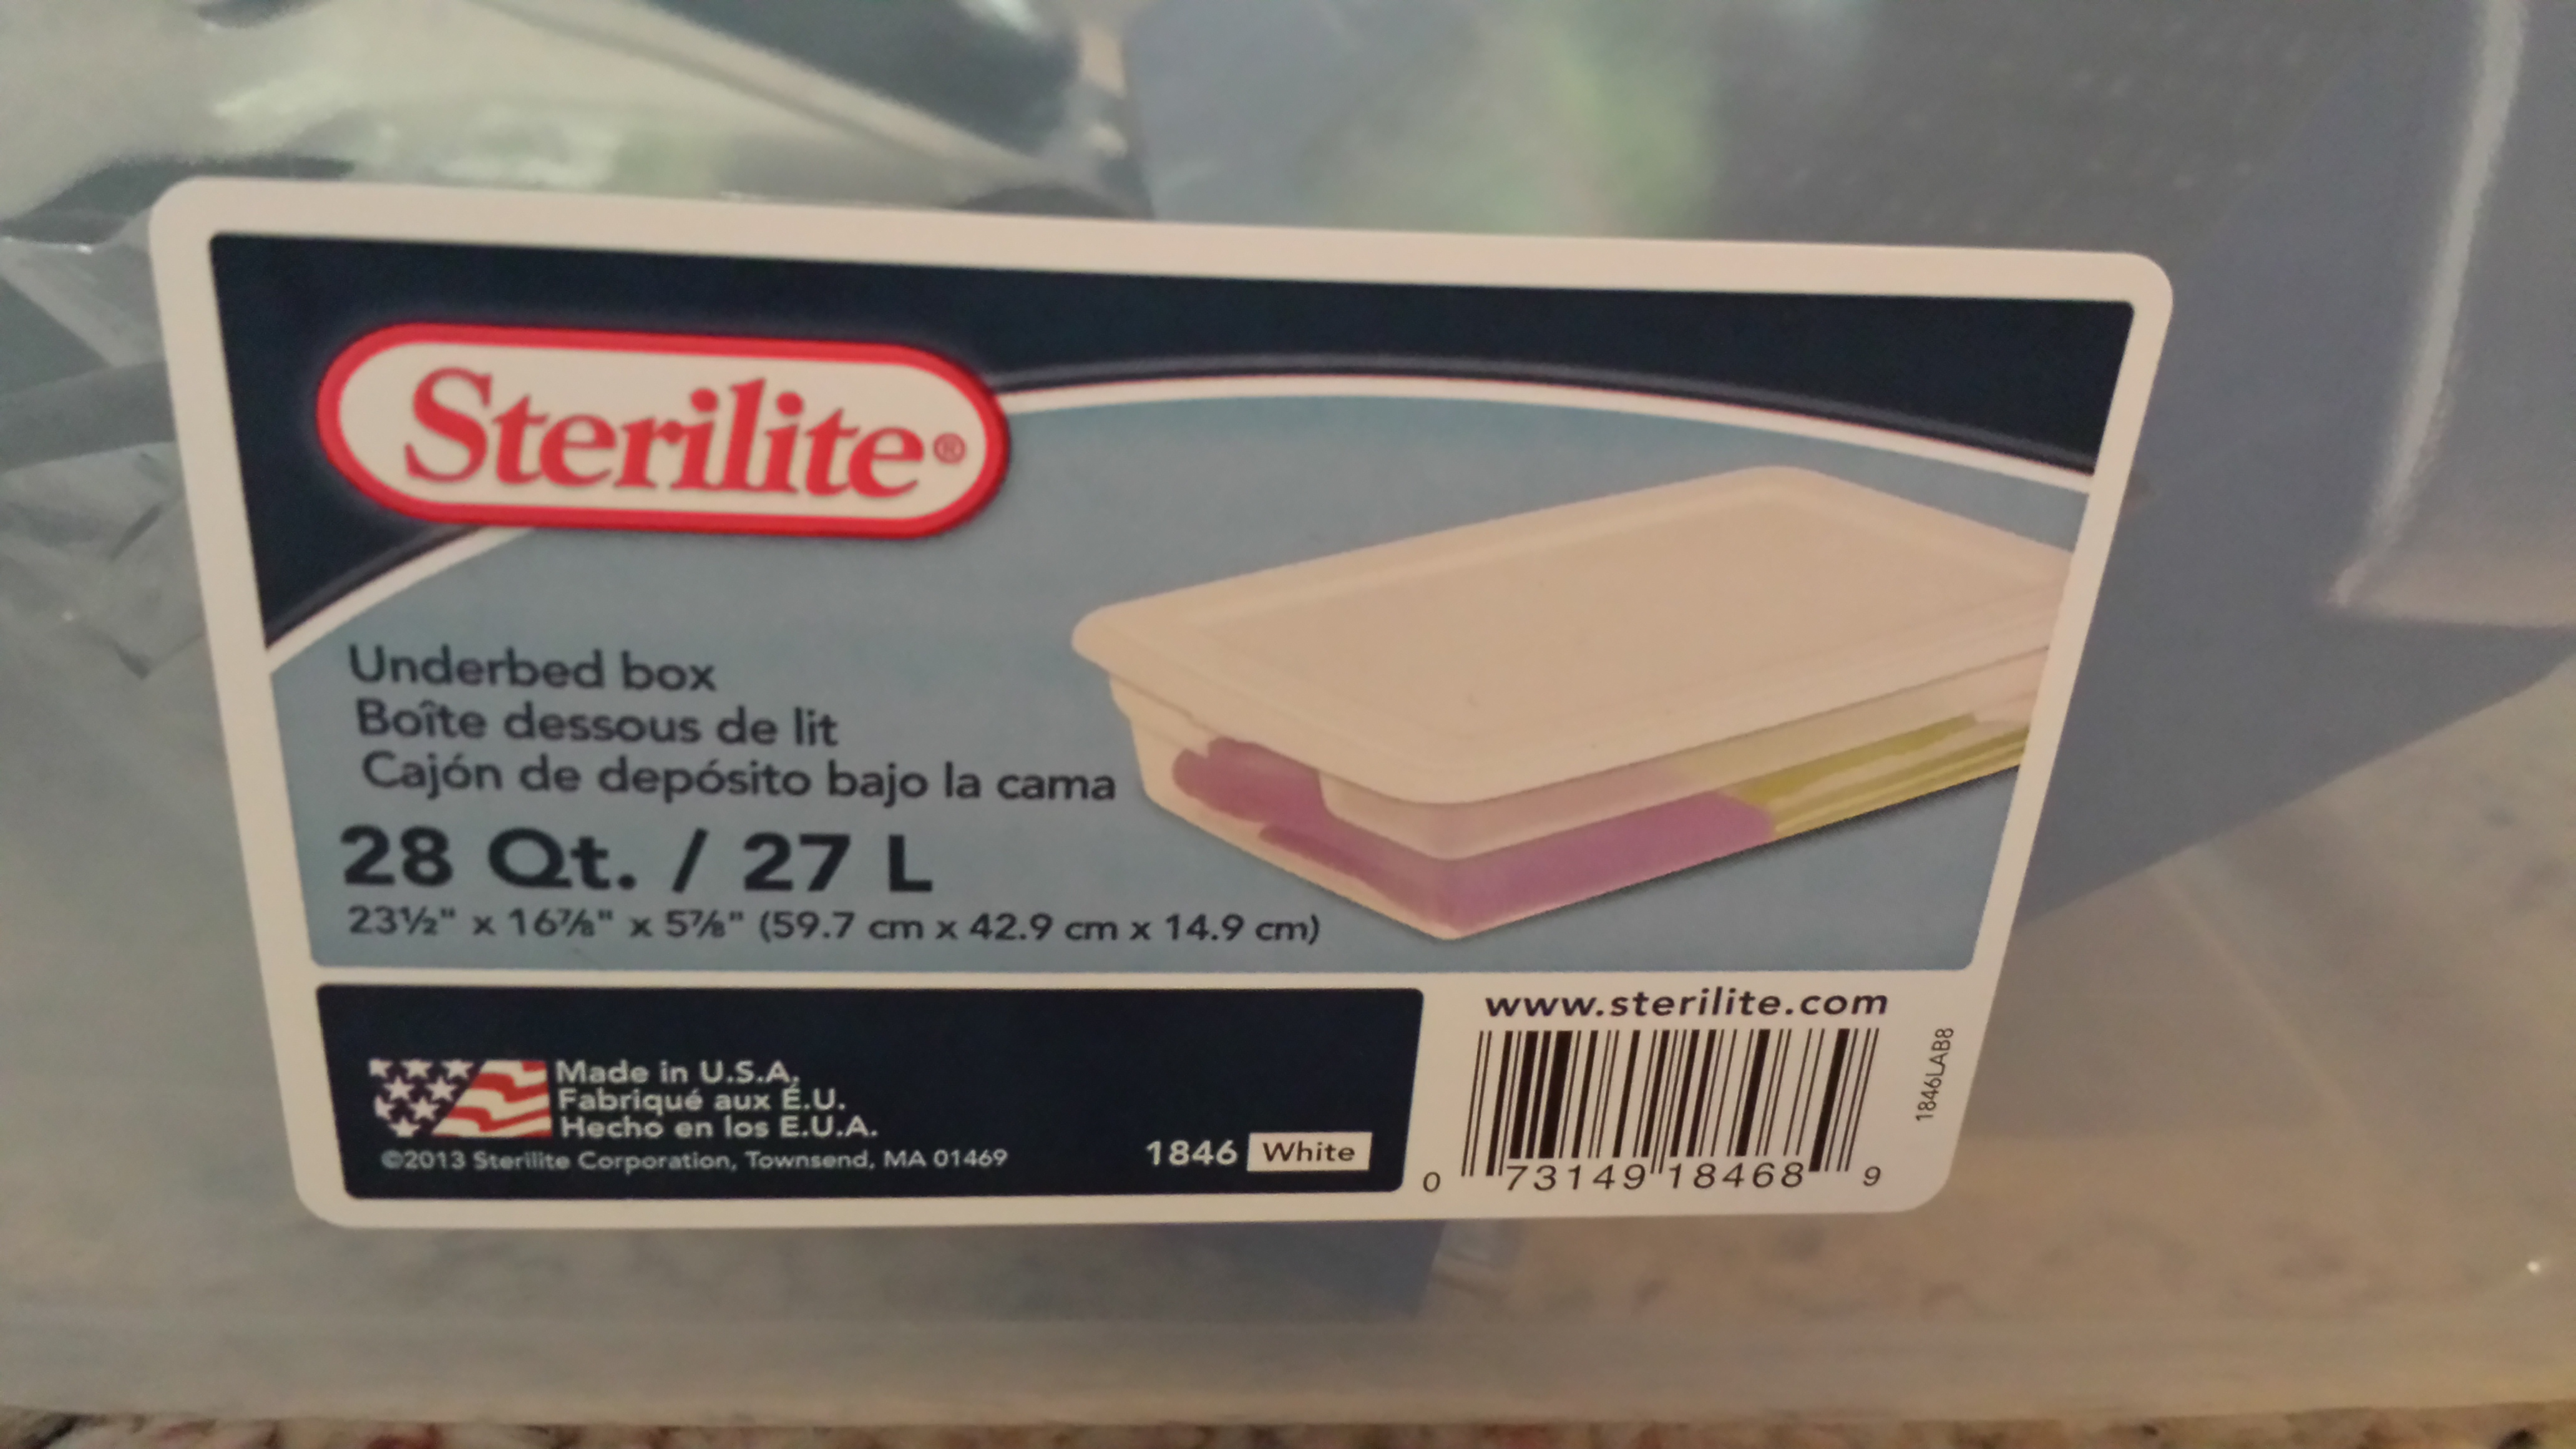 Sterilite®
Underbed box
Boîte dessous de lit
Cajón de depósito bajo la cama
28 Qt. / 27 L
23½" x 16⅞" x 5⅞" (59.7 cm x 42.9 cm x 14.9 cm)
Made in U.S.A.
Fabriqué aux É.U.
Hecho en los E.U.A.
©2013 Sterilite Corporation, Townsend, MA 01469
1846 White
www.sterilite.com
0 73149 18468 9
1846LAB8